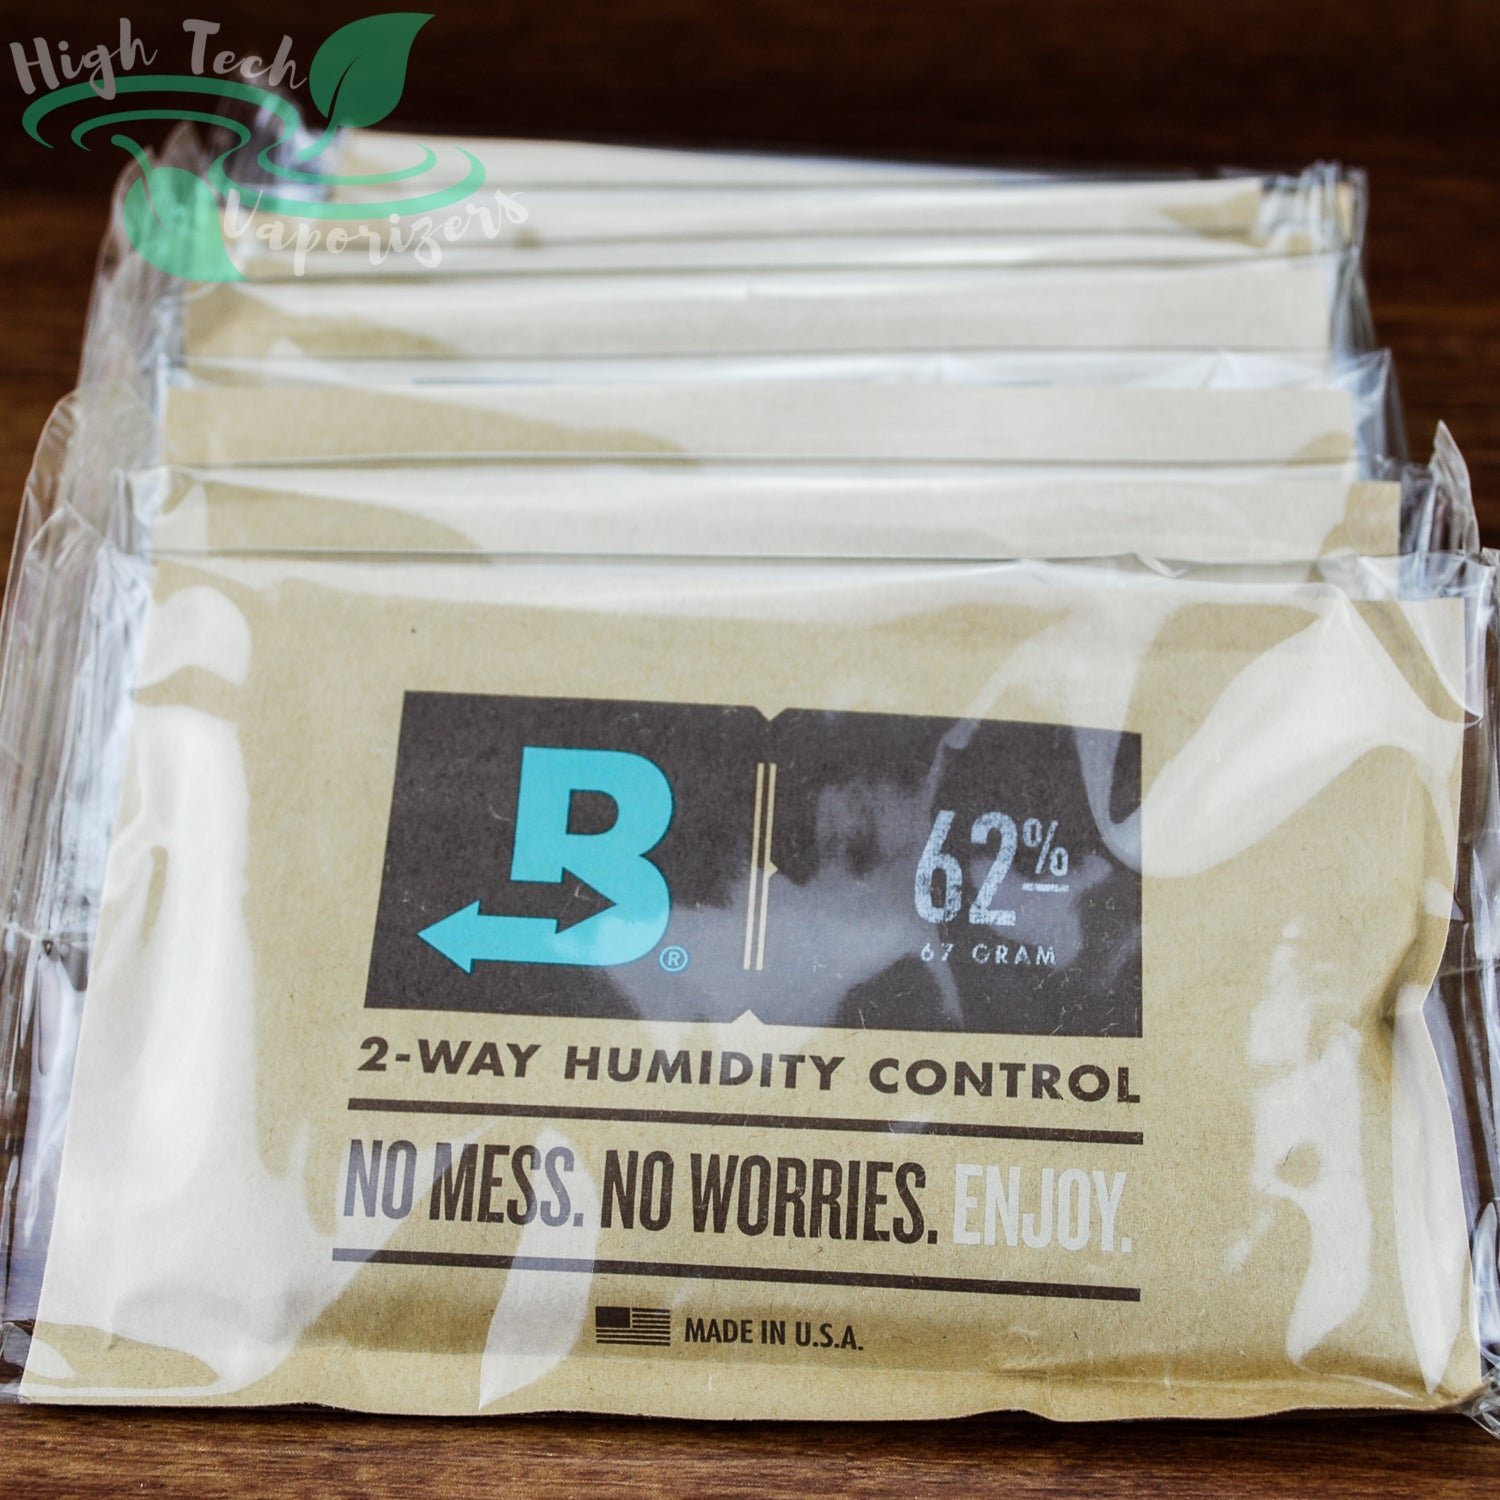 High Tech
Vaporizers
B®
62%
67 GRAM
2-WAY HUMIDITY CONTROL
NO MESS. NO WORRIES. ENJOY.
MADE IN U.S.A.